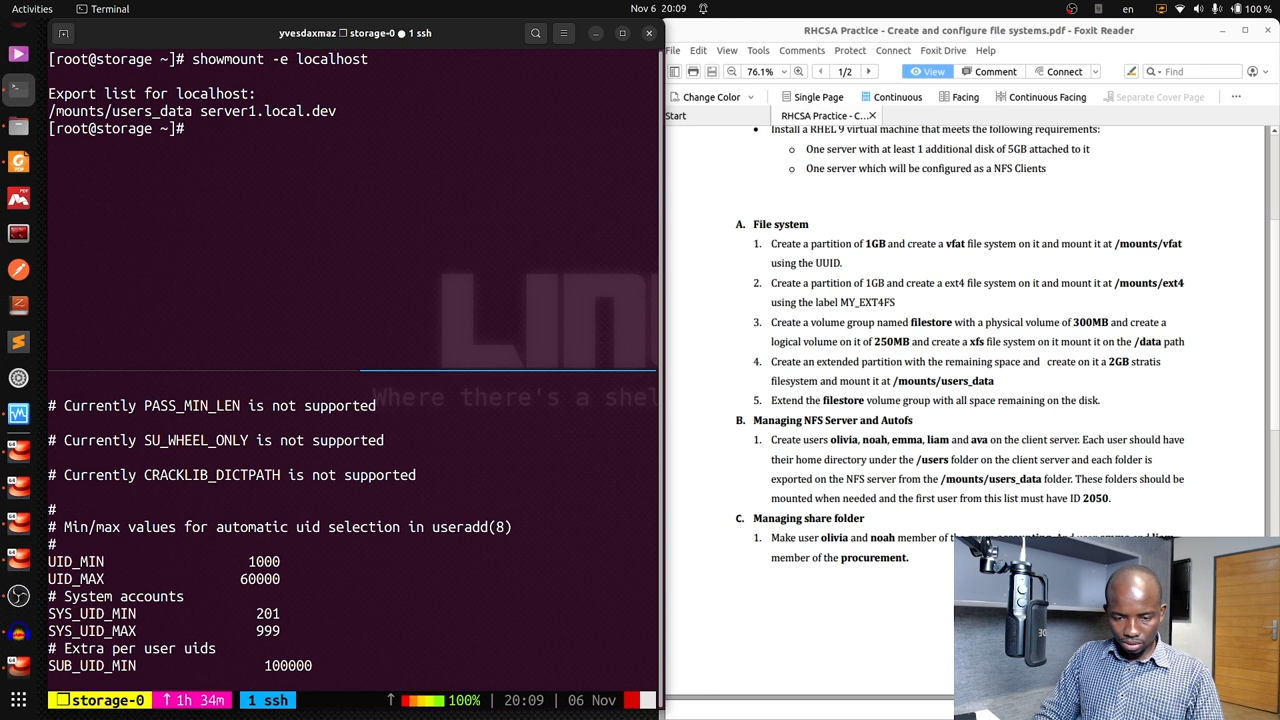 Activities
Terminal
Nov 6 20:09
100 %
yvesdaxmaz ❐ storage-0 ● 1 ssh
[root@storage ~]# showmount -e localhost
Export list for localhost:
/mounts/users_data server1.local.dev
[root@storage ~]#
LIN
Where there's a shel
# Currently PASS_MIN_LEN is not supported
# Currently SU_WHEEL_ONLY is not supported
# Currently CRACKLIB_DICTPATH is not supported
#
# Min/max values for automatic uid selection in useradd(8)
#
UID_MIN 1000
UID_MAX 60000
# System accounts
SYS_UID_MIN 201
SYS_UID_MAX 999
# Extra per user uids
SUB_UID_MIN 100000
❐ storage-0 ↑ 1h 34m 1 ssh ↑ 100% 20:09 06 Nov
RHCSA Practice - Create and configure file systems.pdf - Foxit Reader
File Edit View Tools Comments Protect Connect Foxit Drive Help
76.1% 1/2 View Comment Connect Find
Change Color Single Page Continuous Facing Continuous Facing Separate Cover Page ...
Start RHCSA Practice - C...
• Install a RHEL 9 virtual machine that meets the following requirements:
o One server with at least 1 additional disk of 5GB attached to it
o One server which will be configured as a NFS Clients
A. File system
1. Create a partition of 1GB and create a vfat file system on it and mount it at /mounts/vfat
using the UUID.
2. Create a partition of 1GB and create a ext4 file system on it and mount it at /mounts/ext4
using the label MY_EXT4FS
3. Create a volume group named filestore with a physical volume of 300MB and create a
logical volume on it of 250MB and create a xfs file system on it mount it on the /data path
4. Create an extended partition with the remaining space and create on it a 2GB stratis
filesystem and mount it at /mounts/users_data
5. Extend the filestore volume group with all space remaining on the disk.
B. Managing NFS Server and Autofs
1. Create users olivia, noah, emma, liam and ava on the client server. Each user should have
their home directory under the /users folder on the client server and each folder is
exported on the NFS server from the /mounts/users_data folder. These folders should be
mounted when needed and the first user from this list must have ID 2050.
C. Managing share folder
1. Make user olivia and noah member of the
member of the procurement.